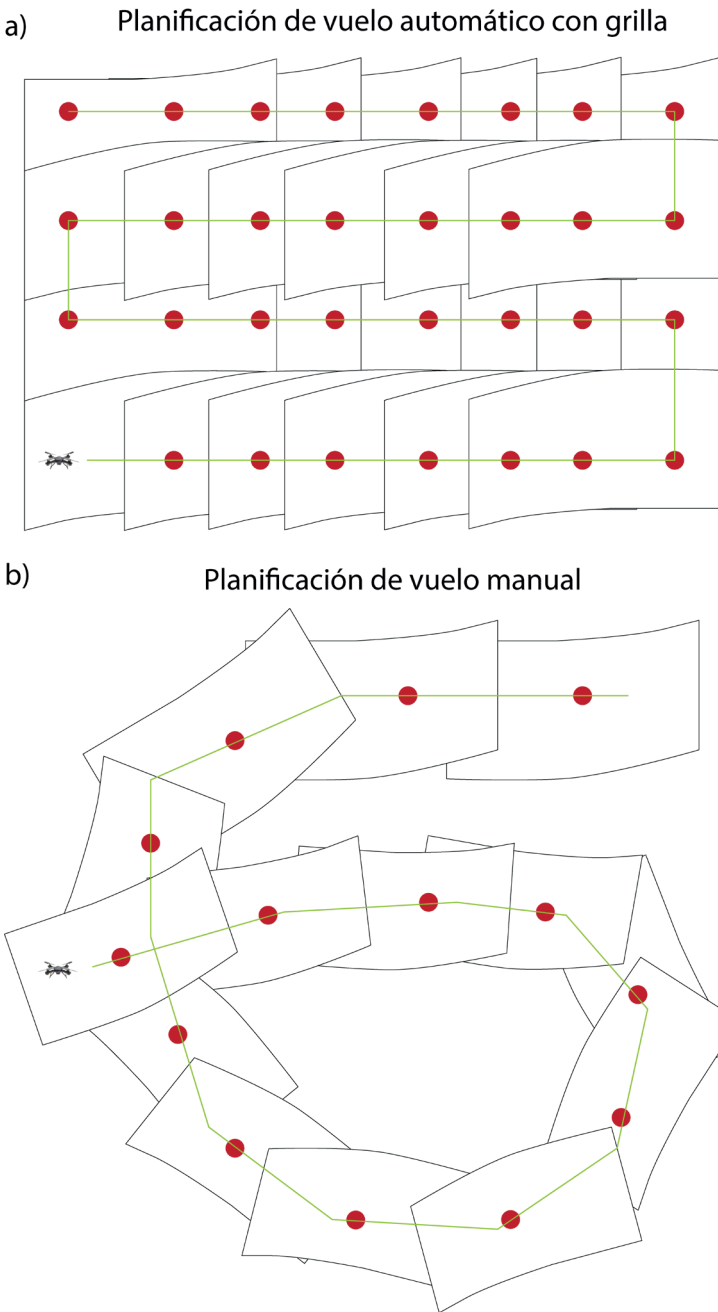 a)
Planificación de vuelo automático con grilla
b)
Planificación de vuelo manual